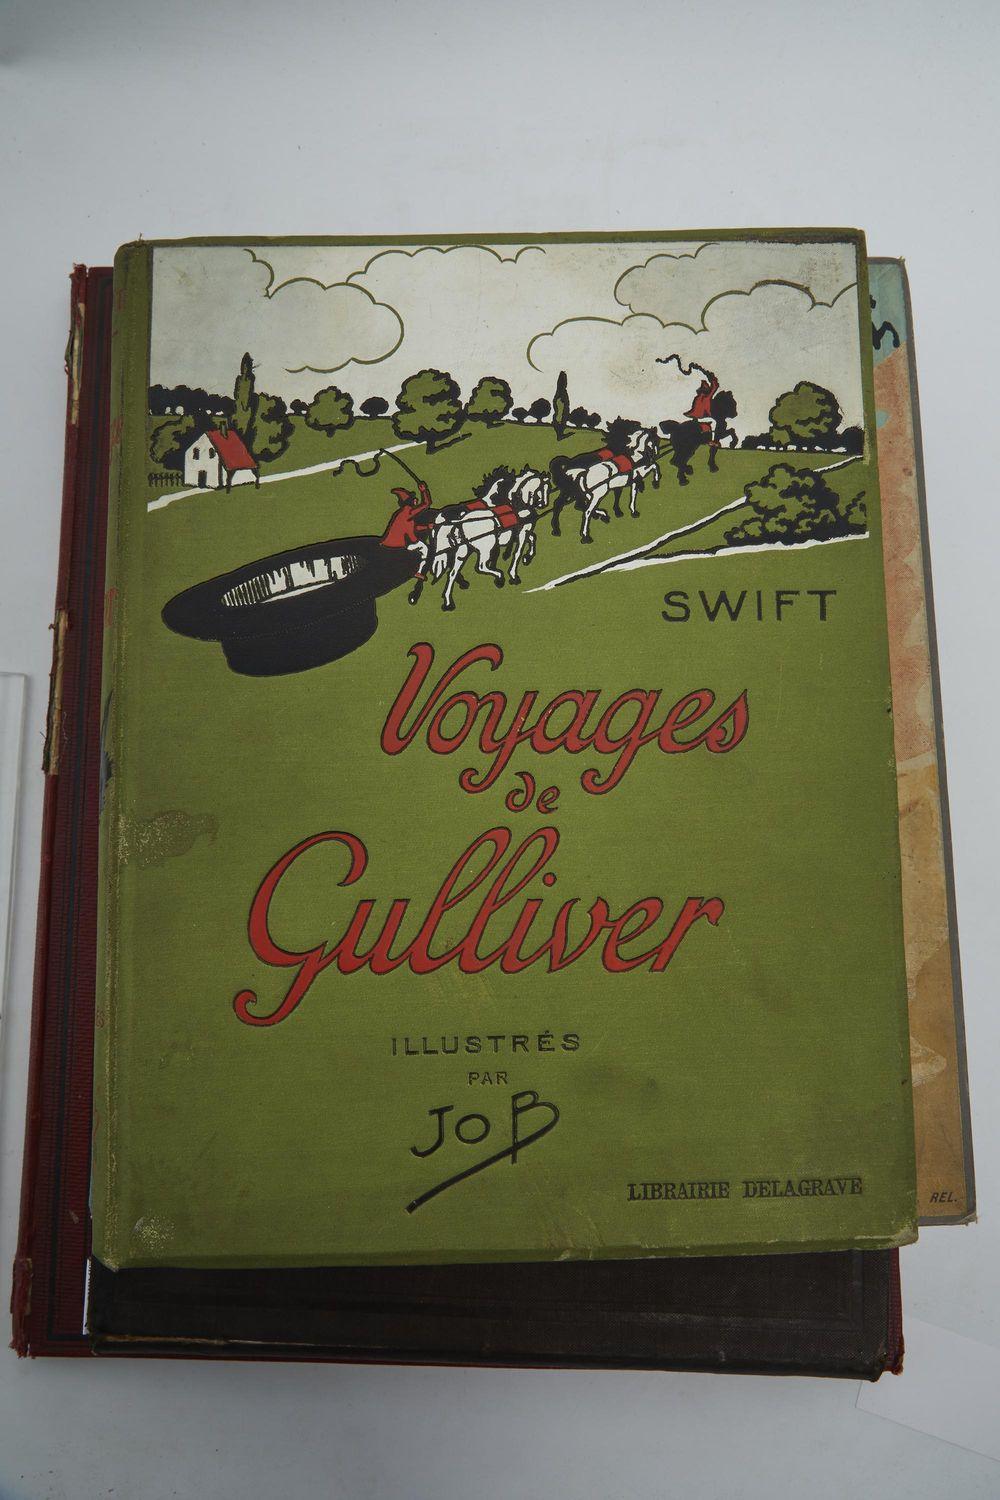 SWIFT
Voyages
de
Gulliver
ILLUSTRÉS
PAR
JOB
LIBRAIRIE DELAGRAVE
REL.